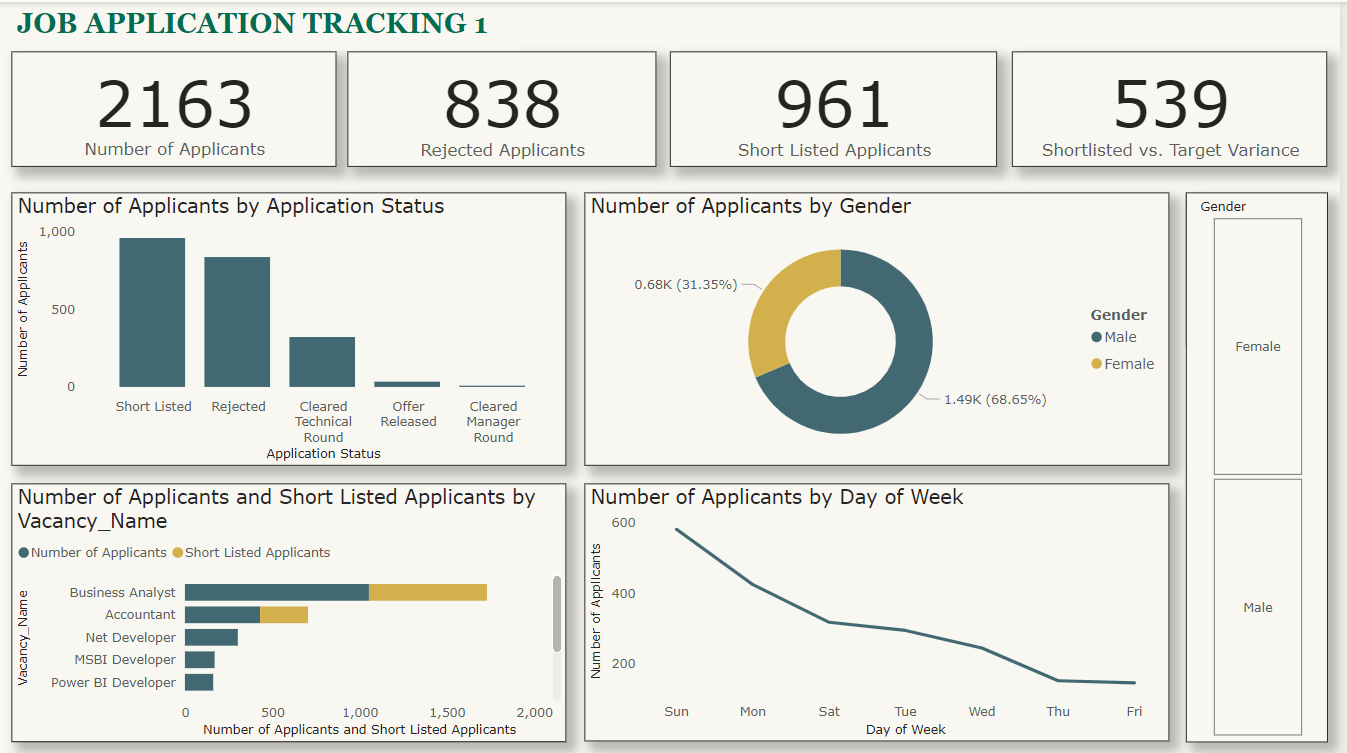 JOB APPLICATION TRACKING 1
2163
Number of Applicants
838
Rejected Applicants
961
Short Listed Applicants
539
Shortlisted vs. Target Variance
Number of Applicants by Application Status
Number of Applicants
1,000
500
0
Short Listed
Rejected
Cleared
Technical
Round
Offer
Released
Cleared
Manager
Round
Application Status
Number of Applicants by Gender
0.68K (31.35%)
1.49K (68.65%)
Gender
Male
Female
Gender
Female
Male
Number of Applicants and Short Listed Applicants by
Vacancy_Name
Number of Applicants Short Listed Applicants
Vacancy_Name
Business Analyst
Accountant
Net Developer
MSBI Developer
Power BI Developer
0 500 1,000 1,500 2,000
Number of Applicants and Short Listed Applicants
Number of Applicants by Day of Week
Number of Applicants
600
400
200
Sun Mon Sat Tue Wed Thu Fri
Day of Week